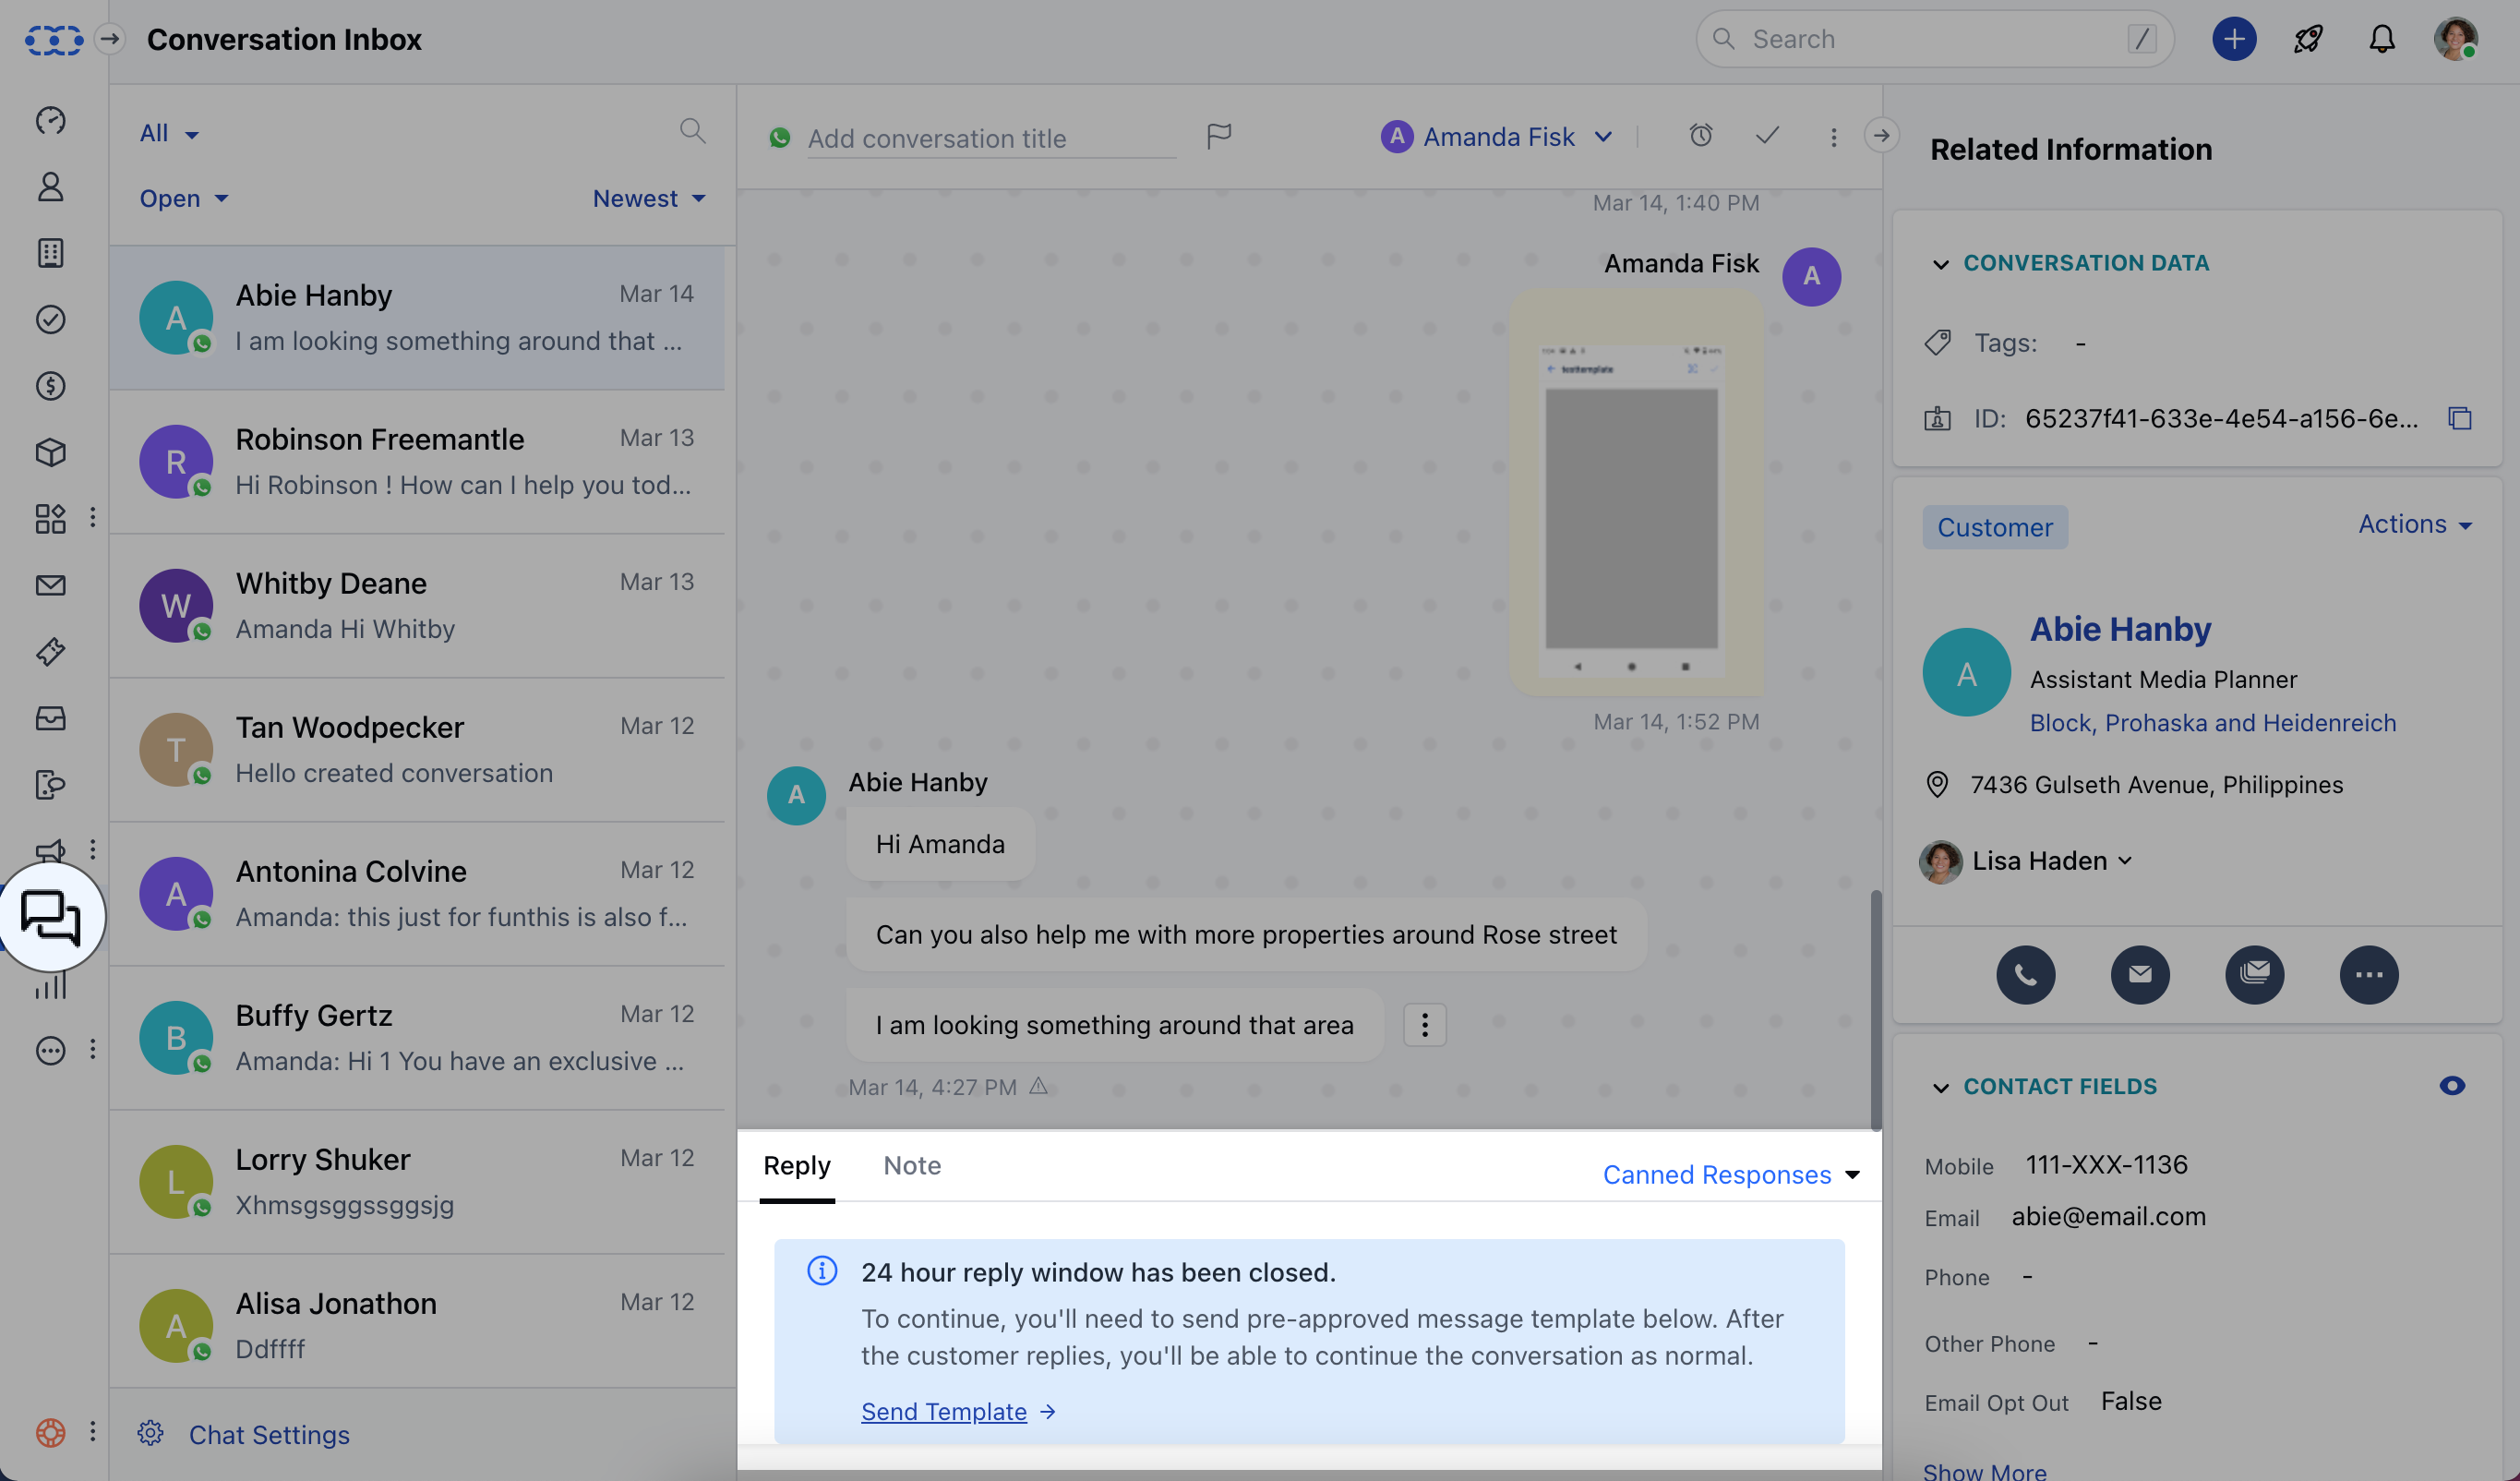 Conversation Inbox
Search
/
All
Open
Newest
A
Abie Hanby
Mar 14
I am looking something around that ...
R
Robinson Freemantle
Mar 13
Hi Robinson ! How can I help you tod...
W
Whitby Deane
Mar 13
Amanda Hi Whitby
T
Tan Woodpecker
Mar 12
Hello created conversation
A
Antonina Colvine
Mar 12
Amanda: this just for funthis is also f...
B
Buffy Gertz
Mar 12
Amanda: Hi 1 You have an exclusive ...
L
Lorry Shuker
Mar 12
Xhmsgsggssggsjg
A
Alisa Jonathon
Mar 12
Ddffff
Chat Settings
Add conversation title
A
Amanda Fisk
Mar 14, 1:40 PM
Amanda Fisk
A
testtemplate
Mar 14, 1:52 PM
A
Abie Hanby
Hi Amanda
Can you also help me with more properties around Rose street
I am looking something around that area
Mar 14, 4:27 PM
Reply
Note
Canned Responses
24 hour reply window has been closed.
To continue, you'll need to send pre-approved message template below. After
the customer replies, you'll be able to continue the conversation as normal.
Send Template
Related Information
CONVERSATION DATA
Tags: -
ID: 65237f41-633e-4e54-a156-6e...
Customer
Actions
A
Abie Hanby
Assistant Media Planner
Block, Prohaska and Heidenreich
7436 Gulseth Avenue, Philippines
Lisa Haden
CONTACT FIELDS
Mobile 111-XXX-1136
Email abie@email.com
Phone -
Other Phone -
Email Opt Out False
Show More